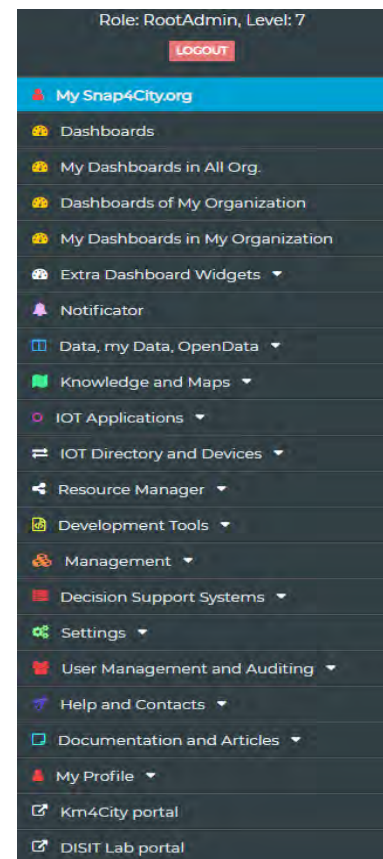 Role: RootAdmin, Level: 7
LOGOUT
My Snap4City.org
Dashboards
My Dashboards in All Org.
Dashboards of My Organization
My Dashboards in My Organization
Extra Dashboard Widgets
Notificator
Data, my Data, OpenData
Knowledge and Maps
IOT Applications
IOT Directory and Devices
Resource Manager
Development Tools
Management
Decision Support Systems
Settings
User Management and Auditing
Help and Contacts
Documentation and Articles
My Profile
Km4City portal
DISIT Lab portal